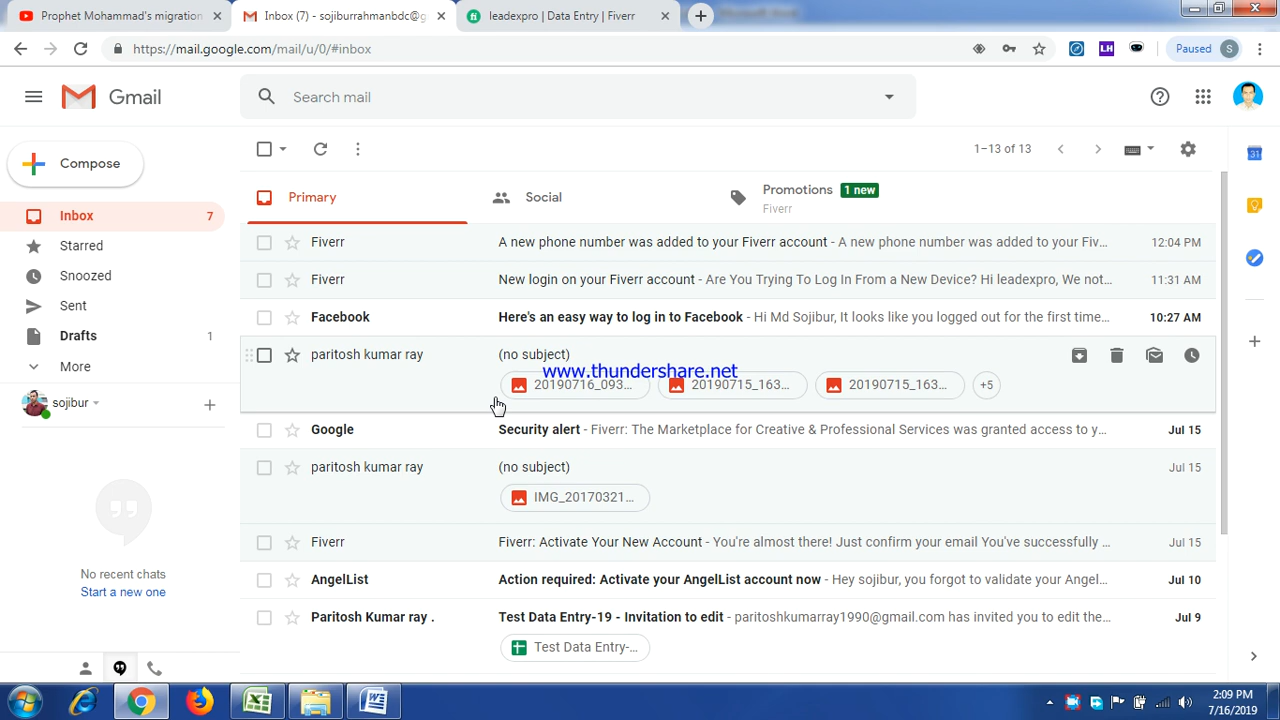 Prophet Mohammad's migration
Inbox (7) - sojiburrahmanbdc@g
leadexpro | Data Entry | Fiverr
https://mail.google.com/mail/u/0/#inbox
LH
Paused S
Gmail
Search mail
Compose
1–13 of 13
Primary
Social
Promotions 1 new
Fiverr
Inbox 7
Starred
Snoozed
Sent
Drafts 1
More
sojibur
No recent chats
Start a new one
Fiverr A new phone number was added to your Fiverr account - A new phone number was added to your Fiv... 12:04 PM
Fiverr New login on your Fiverr account - Are You Trying To Log In From a New Device? Hi leadexpro, We not... 11:31 AM
Facebook Here's an easy way to log in to Facebook - Hi Md Sojibur, It looks like you logged out for the first time... 10:27 AM
paritosh kumar ray (no subject)
www.thundershare.net
20190716_093... 20190715_163... 20190715_163... +5
Google Security alert - Fiverr: The Marketplace for Creative & Professional Services was granted access to y... Jul 15
paritosh kumar ray (no subject) Jul 15
IMG_20170321...
Fiverr Fiverr: Activate Your New Account - You're almost there! Just confirm your email You've successfully ... Jul 15
AngelList Action required: Activate your AngelList account now - Hey sojibur, you forgot to validate your Angel... Jul 10
Paritosh Kumar ray . Test Data Entry-19 - Invitation to edit - paritoshkumarray1990@gmail.com has invited you to edit the... Jul 9
Test Data Entry-...
31
2:09 PM
7/16/2019